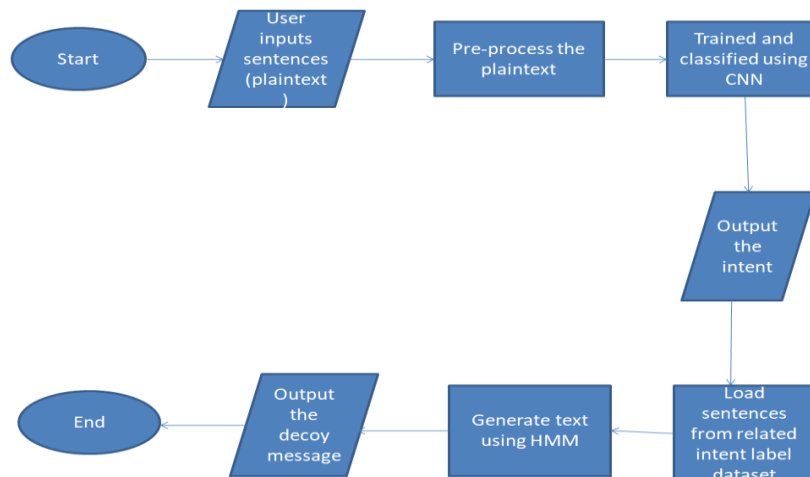 Start
User
inputs
sentences
(plaintext
)
Pre-process the
plaintext
Trained and
classified using
CNN
Output
the
intent
Load
sentences
from related
intent label
dataset
Generate text
using HMM
Output
the
decoy
message
End